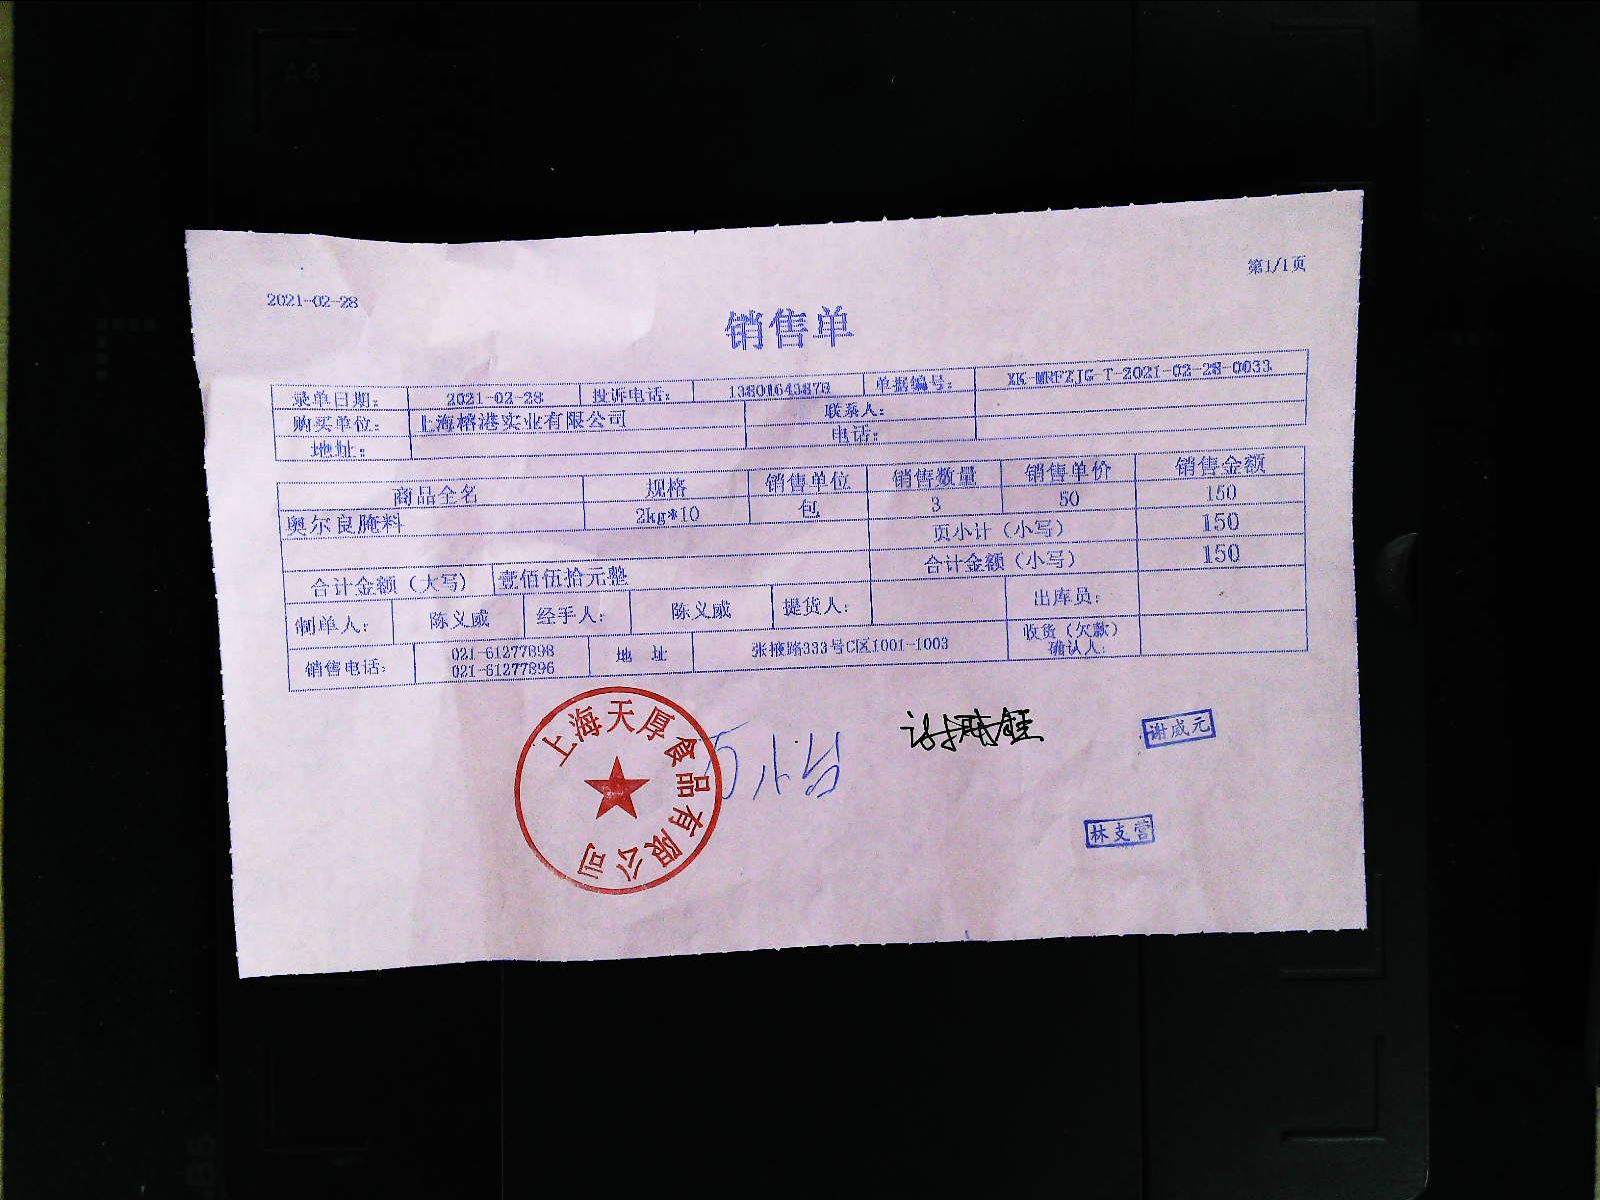 A4
第1/1页
2021-02-28
销售单
录单日期: 2021-02-28 投诉电话: 13801643879 单据编号: XK-MRFZJG-T-2021-02-28-0033
购买单位: 上海榕港实业有限公司 联系人:
地址: 电话:
商品全名 规格 销售单位 销售数量 销售单价 销售金额
奥尔良腌料 2kg*10 包 3 50 150
页小计（小写） 150
合计金额（大写） 壹佰伍拾元整 合计金额（小写） 150
制单人: 陈义威 经手人: 陈义威 提货人: 出库员:
销售电话: 021-61277898 021-61277896 地 址 张掖路333号C区1001-1003 收货（欠款）确认人:
上海天厚食品有限公司
谢威元
林支营
B5